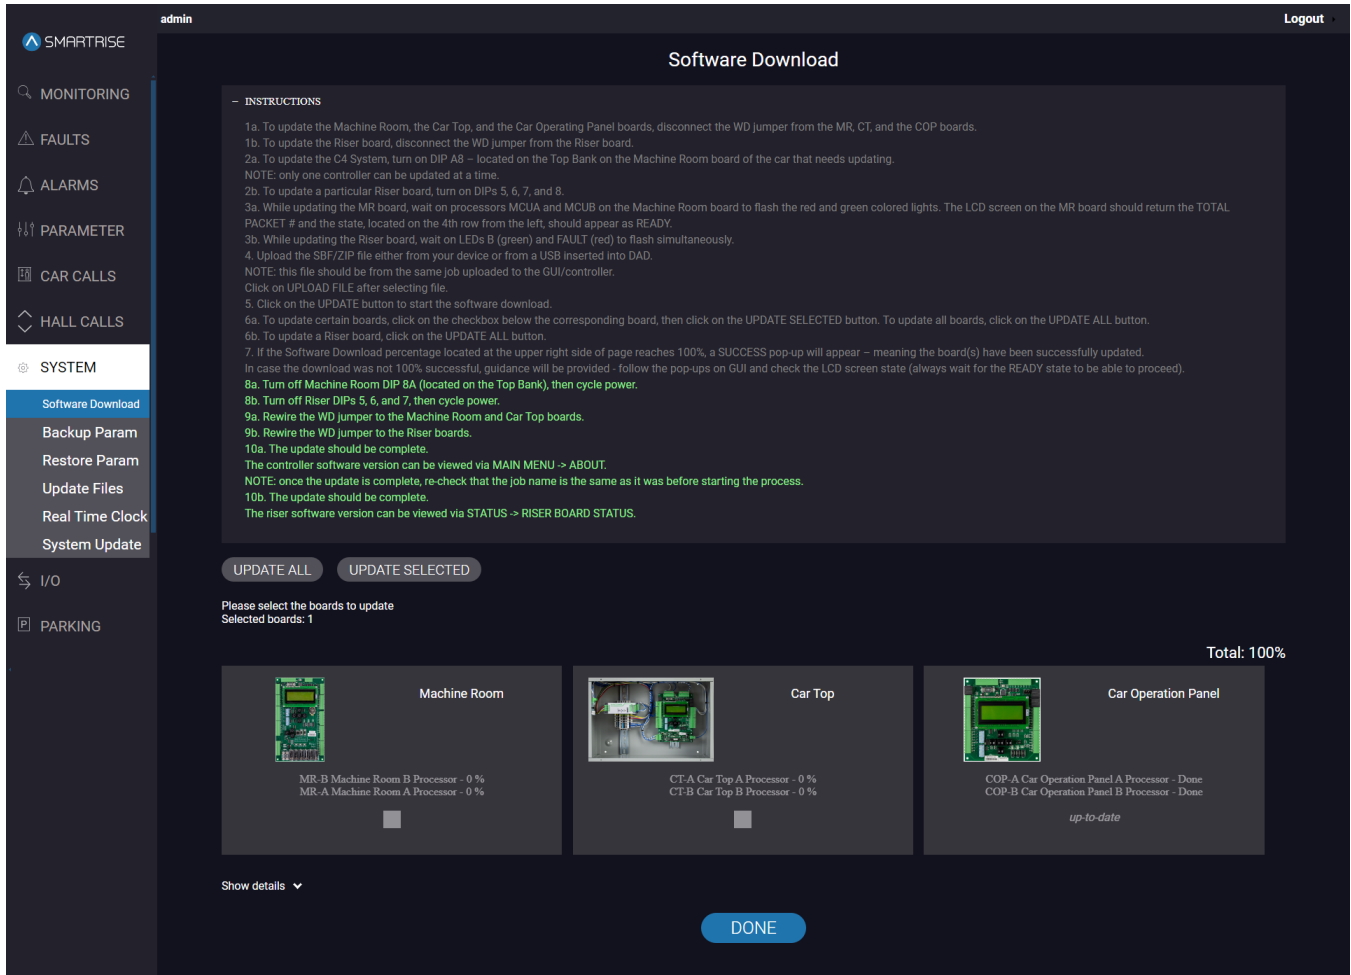 admin
Logout
SMARTRISE
MONITORING
FAULTS
ALARMS
PARAMETER
CAR CALLS
HALL CALLS
SYSTEM
Software Download
Backup Param
Restore Param
Update Files
Real Time Clock
System Update
I/O
PARKING
Software Download
– INSTRUCTIONS
1a. To update the Machine Room, the Car Top, and the Car Operating Panel boards, disconnect the WD jumper from the MR, CT, and the COP boards.
1b. To update the Riser board, disconnect the WD jumper from the Riser board.
2a. To update the C4 System, turn on DIP A8 – located on the Top Bank on the Machine Room board of the car that needs updating.
NOTE: only one controller can be updated at a time.
2b. To update a particular Riser board, turn on DIPs 5, 6, 7, and 8.
3a. While updating the MR board, wait on processors MCUA and MCUB on the Machine Room board to flash the red and green colored lights. The LCD screen on the MR board should return the TOTAL
PACKET # and the state, located on the 4th row from the left, should appear as READY.
3b. While updating the Riser board, wait on LEDs B (green) and FAULT (red) to flash simultaneously.
4. Upload the SBF/ZIP file either from your device or from a USB inserted into DAD.
NOTE: this file should be from the same job uploaded to the GUI/controller.
Click on UPLOAD FILE after selecting file.
5. Click on the UPDATE button to start the software download.
6a. To update certain boards, click on the checkbox below the corresponding board, then click on the UPDATE SELECTED button. To update all boards, click on the UPDATE ALL button.
6b. To update a Riser board, click on the UPDATE ALL button.
7. If the Software Download percentage located at the upper right side of page reaches 100%, a SUCCESS pop-up will appear – meaning the board(s) have been successfully updated.
In case the download was not 100% successful, guidance will be provided - follow the pop-ups on GUI and check the LCD screen state (always wait for the READY state to be able to proceed).
8a. Turn off Machine Room DIP 8A (located on the Top Bank), then cycle power.
8b. Turn off Riser DIPs 5, 6, and 7, then cycle power.
9a. Rewire the WD jumper to the Machine Room and Car Top boards.
9b. Rewire the WD jumper to the Riser boards.
10a. The update should be complete.
The controller software version can be viewed via MAIN MENU -> ABOUT.
NOTE: once the update is complete, re-check that the job name is the same as it was before starting the process.
10b. The update should be complete.
The riser software version can be viewed via STATUS -> RISER BOARD STATUS.
UPDATE ALL
UPDATE SELECTED
Please select the boards to update
Selected boards: 1
Total: 100%
Machine Room
MR-B Machine Room B Processor - 0 %
MR-A Machine Room A Processor - 0 %
Car Top
CT-A Car Top A Processor - 0 %
CT-B Car Top B Processor - 0 %
Car Operation Panel
COP-A Car Operation Panel A Processor - Done
COP-B Car Operation Panel B Processor - Done
up-to-date
Show details
DONE